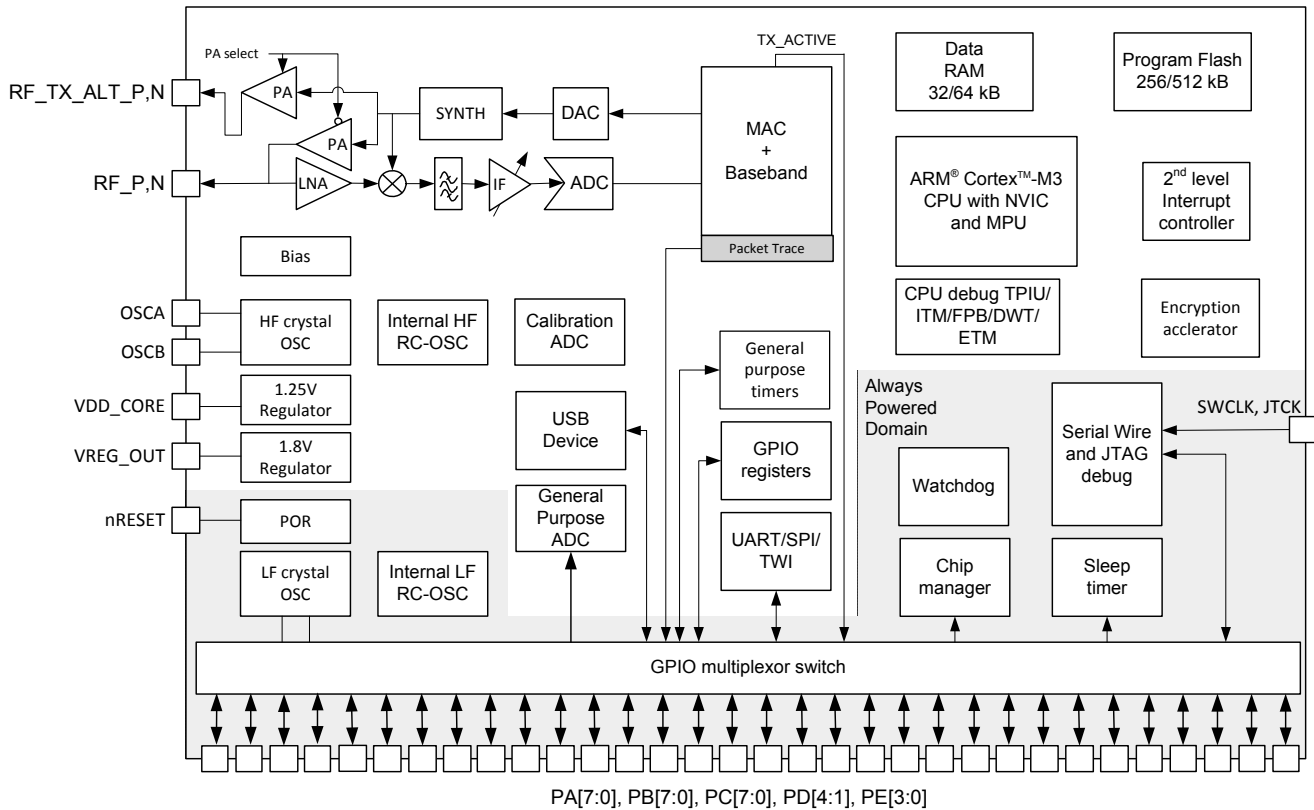 TX_ACTIVE
PA select
RF_TX_ALT_P,N
PA
PA
SYNTH
DAC
MAC
+
Baseband
Packet Trace
RF_P,N
LNA
IF
ADC
Data
RAM
32/64 kB
Program Flash
256/512 kB
ARM® Cortex™-M3
CPU with NVIC
and MPU
2nd level
Interrupt
controller
CPU debug TPIU/
ITM/FPB/DWT/
ETM
Encryption
acclerator
Bias
OSCA
OSCB
HF crystal
OSC
Internal HF
RC-OSC
Calibration
ADC
General
purpose
timers
VDD_CORE
1.25V
Regulator
VREG_OUT
1.8V
Regulator
USB
Device
GPIO
registers
Always
Powered
Domain
SWCLK, JTCK
Serial Wire
and JTAG
debug
Watchdog
nRESET
POR
General
Purpose
ADC
UART/SPI/
TWI
LF crystal
OSC
Internal LF
RC-OSC
Chip
manager
Sleep
timer
GPIO multiplexor switch
PA[7:0], PB[7:0], PC[7:0], PD[4:1], PE[3:0]